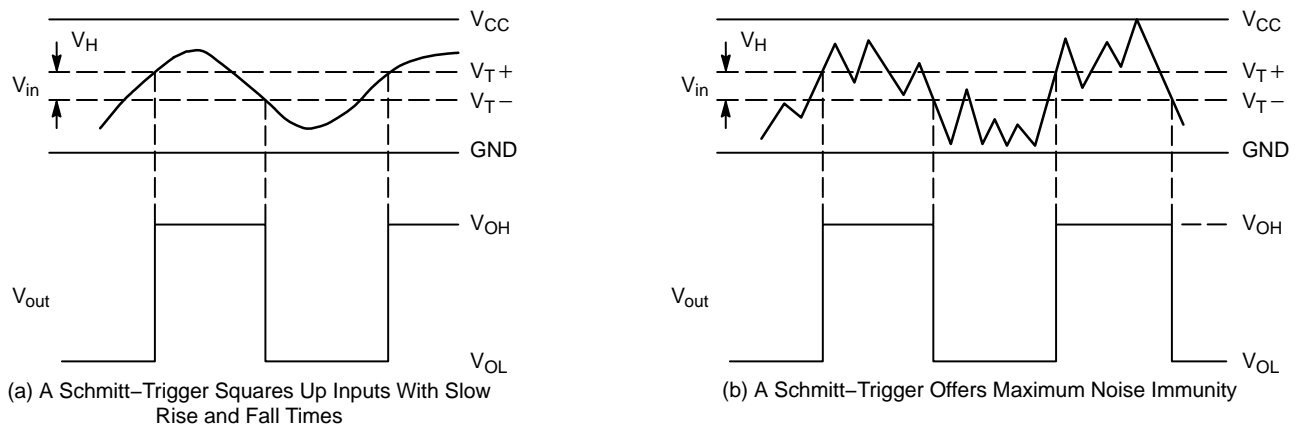 V_CC
V_H
V_in
V_T+
V_T−
GND
V_OH
V_out
V_OL
(a) A Schmitt−Trigger Squares Up Inputs With Slow
Rise and Fall Times
V_CC
V_H
V_in
V_T+
V_T−
GND
V_OH
V_out
V_OL
(b) A Schmitt−Trigger Offers Maximum Noise Immunity